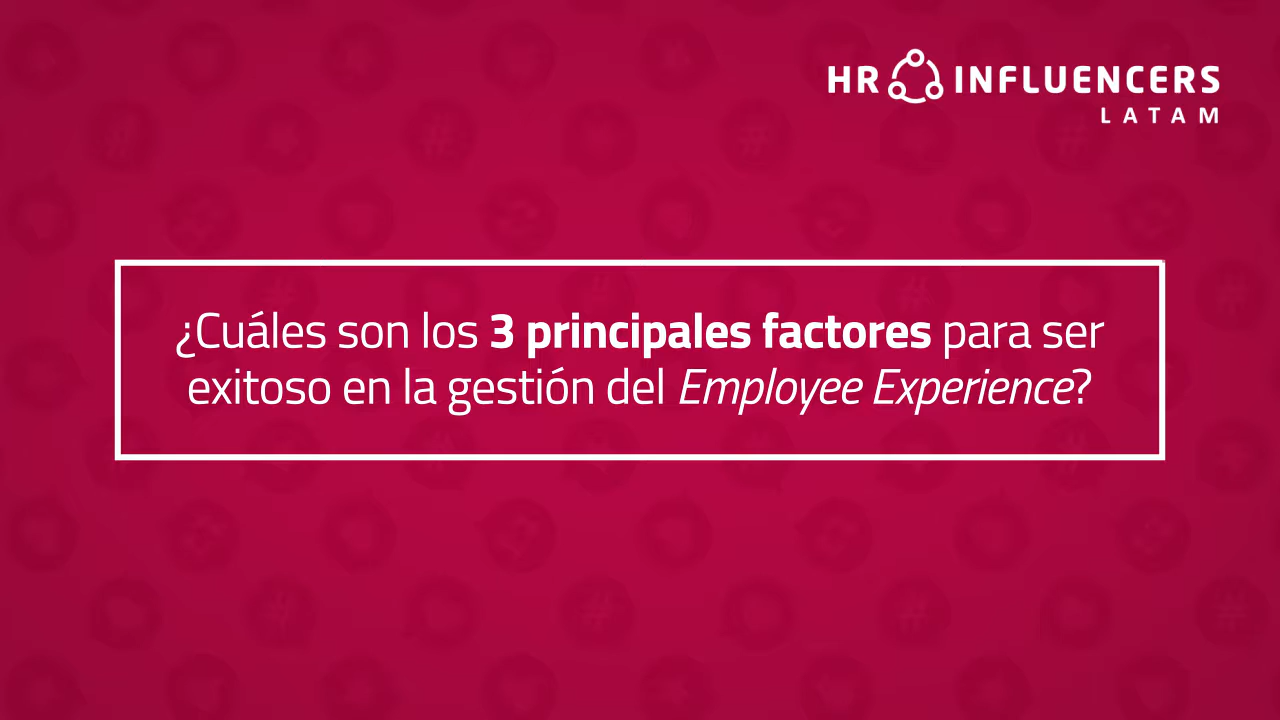 HR INFLUENCERS
LATAM
¿Cuáles son los 3 principales factores para ser
exitoso en la gestión del Employee Experience?